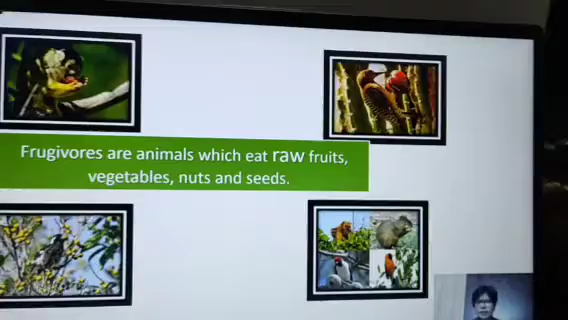 Frugivores are animals which eat raw fruits,
vegetables, nuts and seeds.